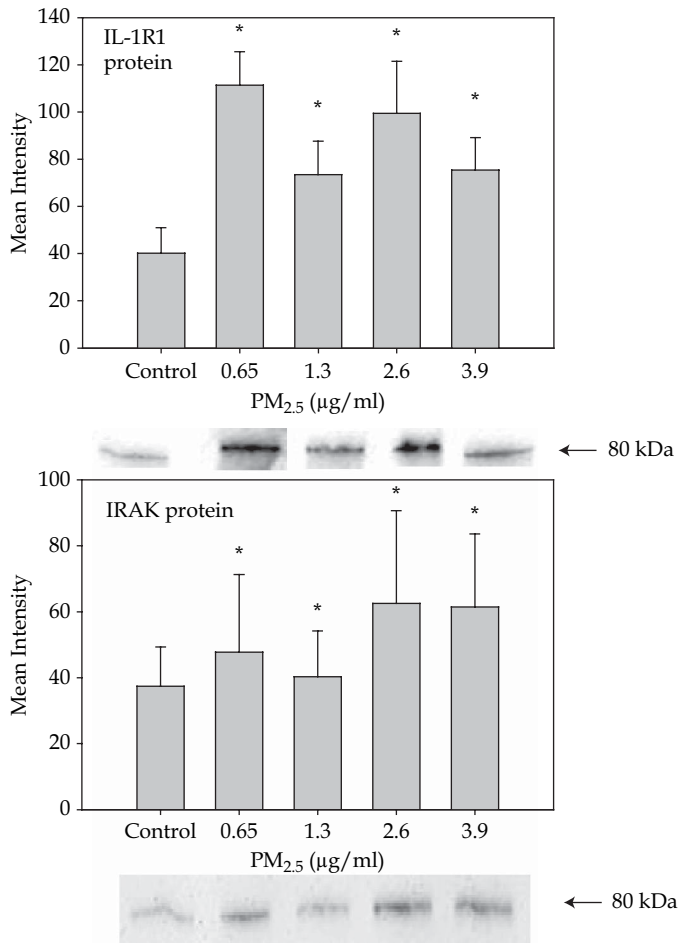 140
120
100
80
60
40
20
0
Mean Intensity
IL-1R1
protein
*
*
*
*
Control 0.65 1.3 2.6 3.9
PM2.5 (µg/ml)
80 kDa
100
80
60
40
20
0
Mean Intensity
IRAK protein
*
*
*
*
Control 0.65 1.3 2.6 3.9
PM2.5 (µg/ml)
80 kDa